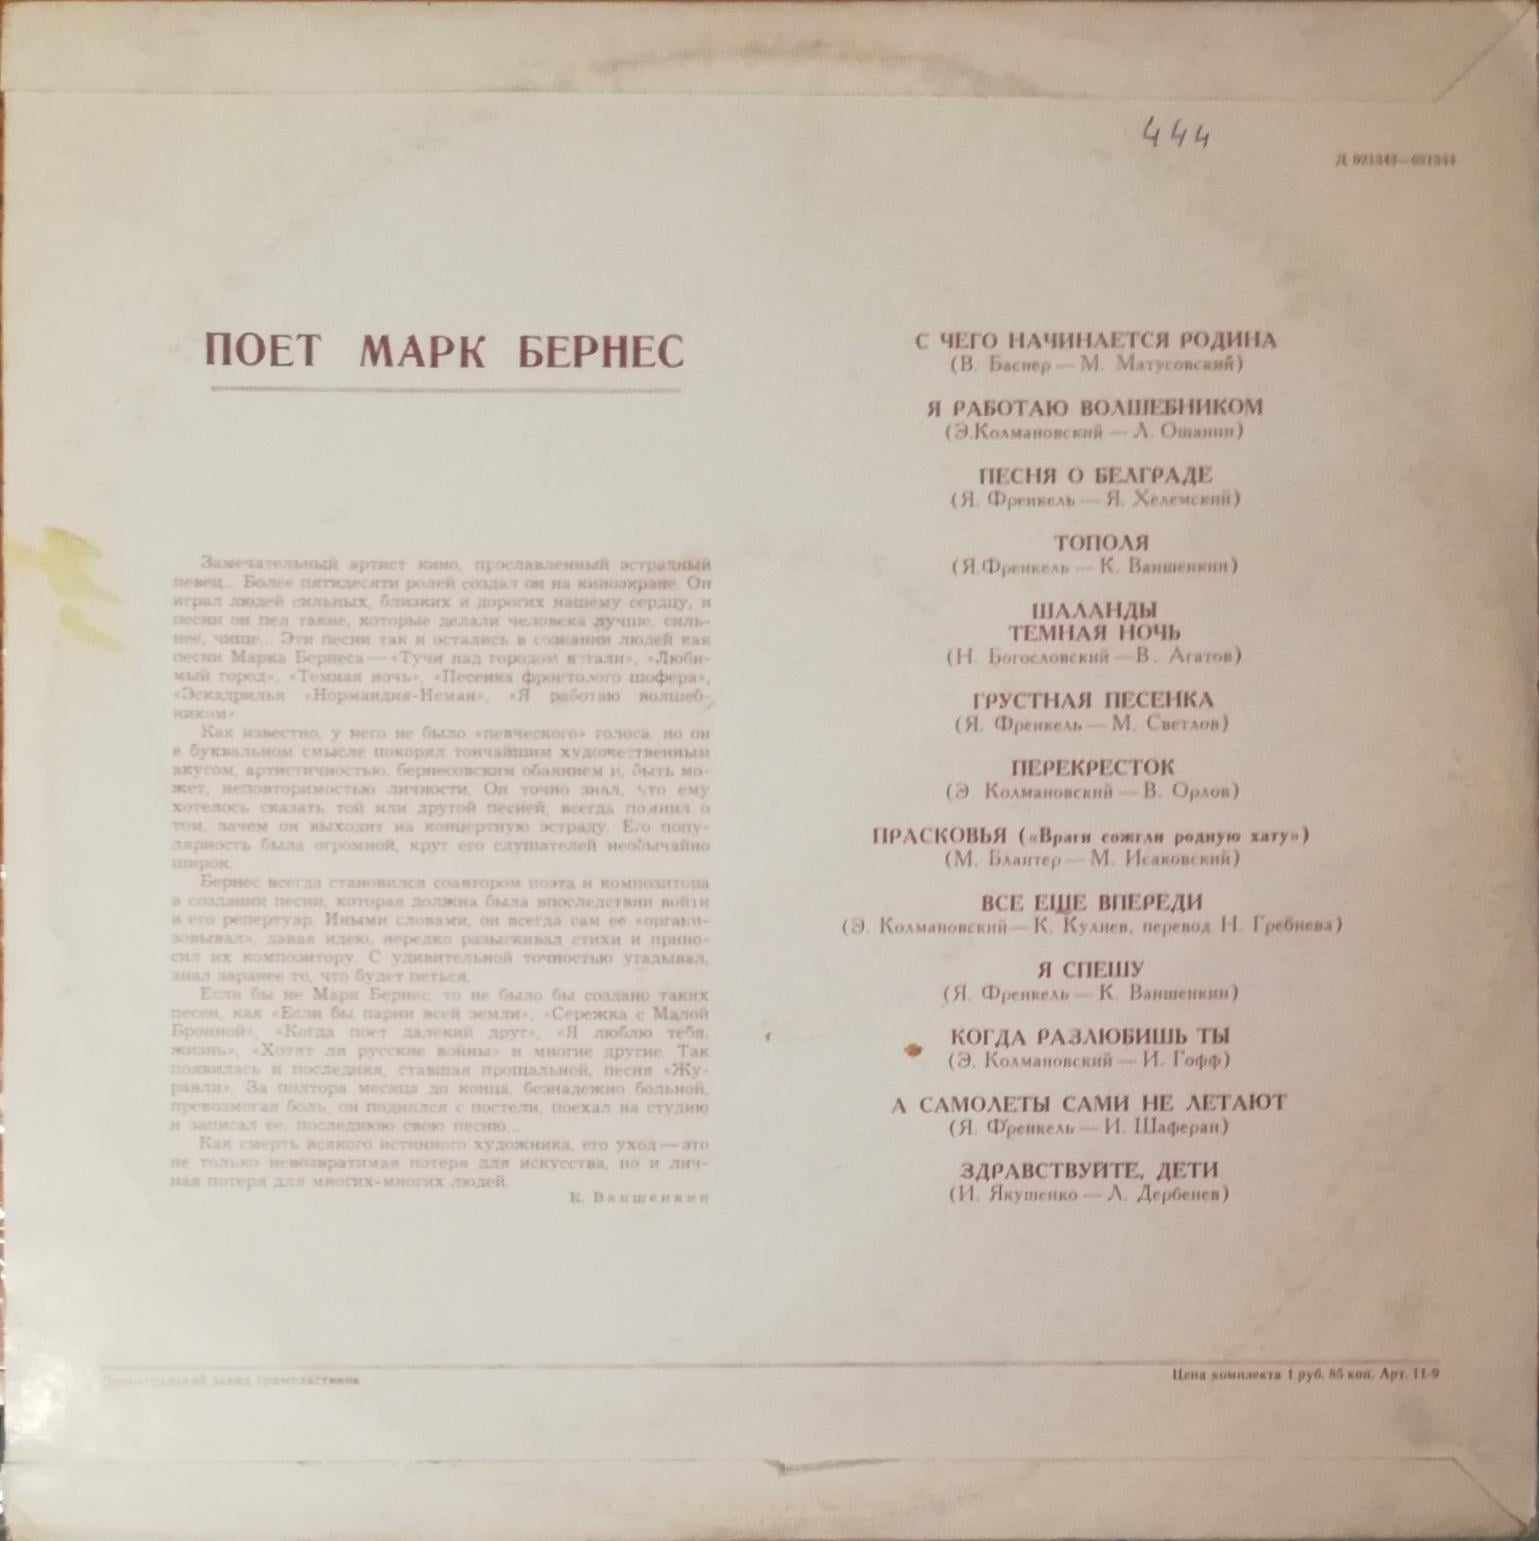 444
ПОЕТ МАРК БЕРНЕС
Замечательный артист кино, прославленный эстрадный
певец... Более пятидесяти ролей создал он на киноэкране. Он
играл людей сильных, близких и дорогих нашему сердцу, и
песни он пел такие, которые делали человека лучше, силь-
нее, чище... Эти песни так и остались в сознании людей как
песни Марка Бернеса — «Тучи над городом встали», «Люби-
мый город», «Темная ночь», «Песенка фронтового шофера»,
«Эскадрилья «Нормандия-Неман», «Я работаю волшеб-
ником»
Как известно, у него не было «певческого» голоса, но он
в буквальном смысле покорял тончайшим художественным
вкусом, артистичностью, бернесовским обаянием и, быть мо-
жет, неповторимостью личности. Он точно знал, что ему
хотелось сказать той или другой песней, всегда помнил о
том, зачем он выходит на концертную эстраду. Его попу-
лярность была огромной, круг его слушателей необычайно
широк.
Бернес всегда становился соавтором поэта и композитора
в создании песни, которая должна была впоследствии войти
в его репертуар. Иными словами, он всегда сам ее «органи-
зовывал», давая идею, нередко разыскивал стихи и прино-
сил их композитору. С удивительной точностью угадывал,
знал заранее то, что будет петься.
Если бы не Марк Бернес, то не было бы создано таких
песен, как «Если бы парни всей земли», «Сережка с Малой
Бронной», «Когда поет далекий друг», «Я люблю тебя,
жизнь», «Хотят ли русские войны» и многие другие. Так
появилась и последняя, ставшая прощальной, песня «Жу-
равли». За полтора месяца до конца, безнадежно больной,
превозмогая боль, он поднялся с постели, поехал на студию
и записал ее, последнюю свою песню...
Как смерть всякого истинного художника, его уход — это
не только невозвратимая потеря для искусства, но и лич-
ная потеря для многих-многих людей.
К. Ваншенкин
С ЧЕГО НАЧИНАЕТСЯ РОДИНА
(В. Баснер — М. Матусовский)
Я РАБОТАЮ ВОЛШЕБНИКОМ
(Э.Колмановский — Л. Ошанин)
ПЕСНЯ О БЕЛГРАДЕ
(Я. Френкель — Я. Хелемский)
ТОПОЛЯ
(Я.Френкель — К. Ваншенкин)
ШАЛАНДЫ
ТЕМНАЯ НОЧЬ
(Н. Богословский — В. Агатов)
ГРУСТНАЯ ПЕСЕНКА
(Я. Френкель — М. Светлов)
ПЕРЕКРЕСТОК
(Э. Колмановский — В. Орлов)
ПРАСКОВЬЯ («Враги сожгли родную хату»)
(М. Блантер — М. Исаковский)
ВСЕ ЕЩЕ ВПЕРЕДИ
(Э. Колмановский — К. Кулиев, перевод Н. Гребнева)
Я СПЕШУ
(Я. Френкель — К. Ваншенкин)
КОГДА РАЗЛЮБИШЬ ТЫ
(Э. Колмановский — И. Гофф)
А САМОЛЕТЫ САМИ НЕ ЛЕТАЮТ
(Я. Френкель — И. Шаферан)
ЗДРАВСТВУЙТЕ, ДЕТИ
(И. Якушенко — Л. Дербенев)
завод грампластинок
Цена комплекта 1 руб. 85 коп. Арт. 11-9